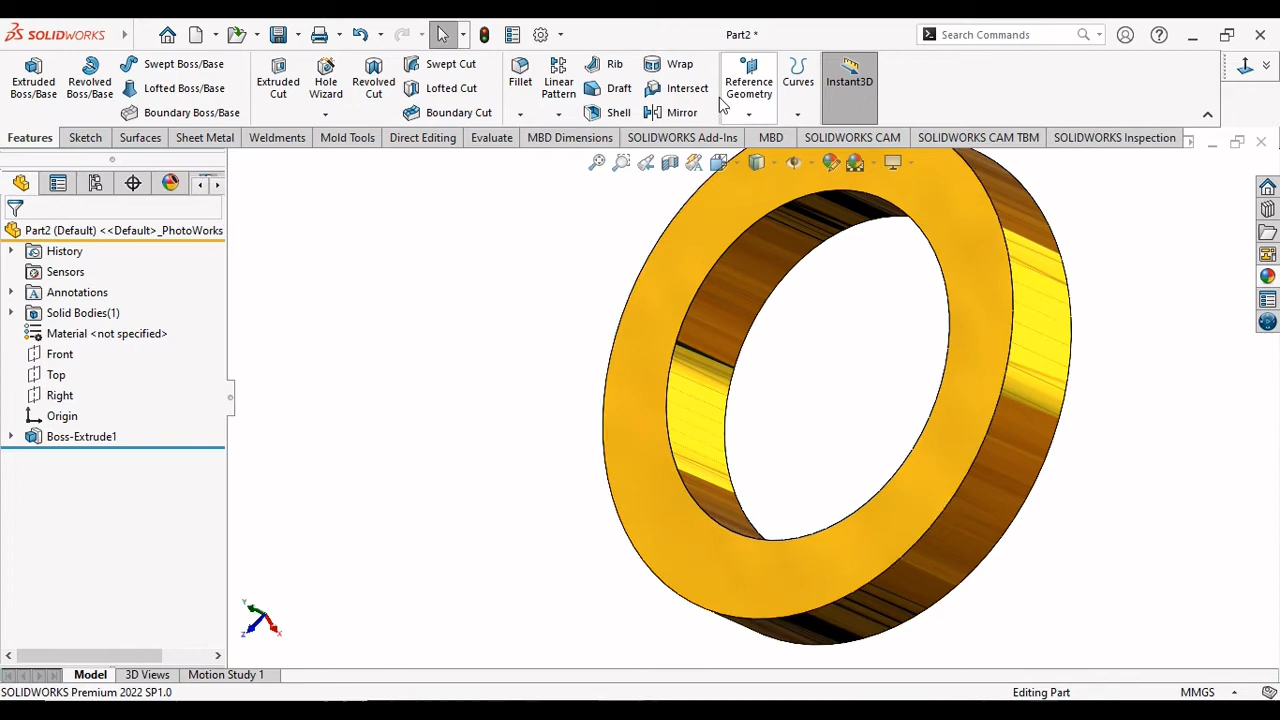 SOLIDWORKS
Part2 *
Search Commands
Extruded Boss/Base
Revolved Boss/Base
Swept Boss/Base
Lofted Boss/Base
Boundary Boss/Base
Extruded Cut
Hole Wizard
Revolved Cut
Swept Cut
Lofted Cut
Boundary Cut
Fillet
Linear Pattern
Rib
Draft
Shell
Wrap
Intersect
Mirror
Reference Geometry
Curves
Instant3D
Features
Sketch
Surfaces
Sheet Metal
Weldments
Mold Tools
Direct Editing
Evaluate
MBD Dimensions
SOLIDWORKS Add-Ins
MBD
SOLIDWORKS CAM
SOLIDWORKS CAM TBM
SOLIDWORKS Inspection
Part2 (Default) <<Default>_PhotoWorks
History
Sensors
Annotations
Solid Bodies(1)
Material <not specified>
Front
Top
Right
Origin
Boss-Extrude1
Y
Z
X
Model
3D Views
Motion Study 1
SOLIDWORKS Premium 2022 SP1.0
Editing Part
MMGS